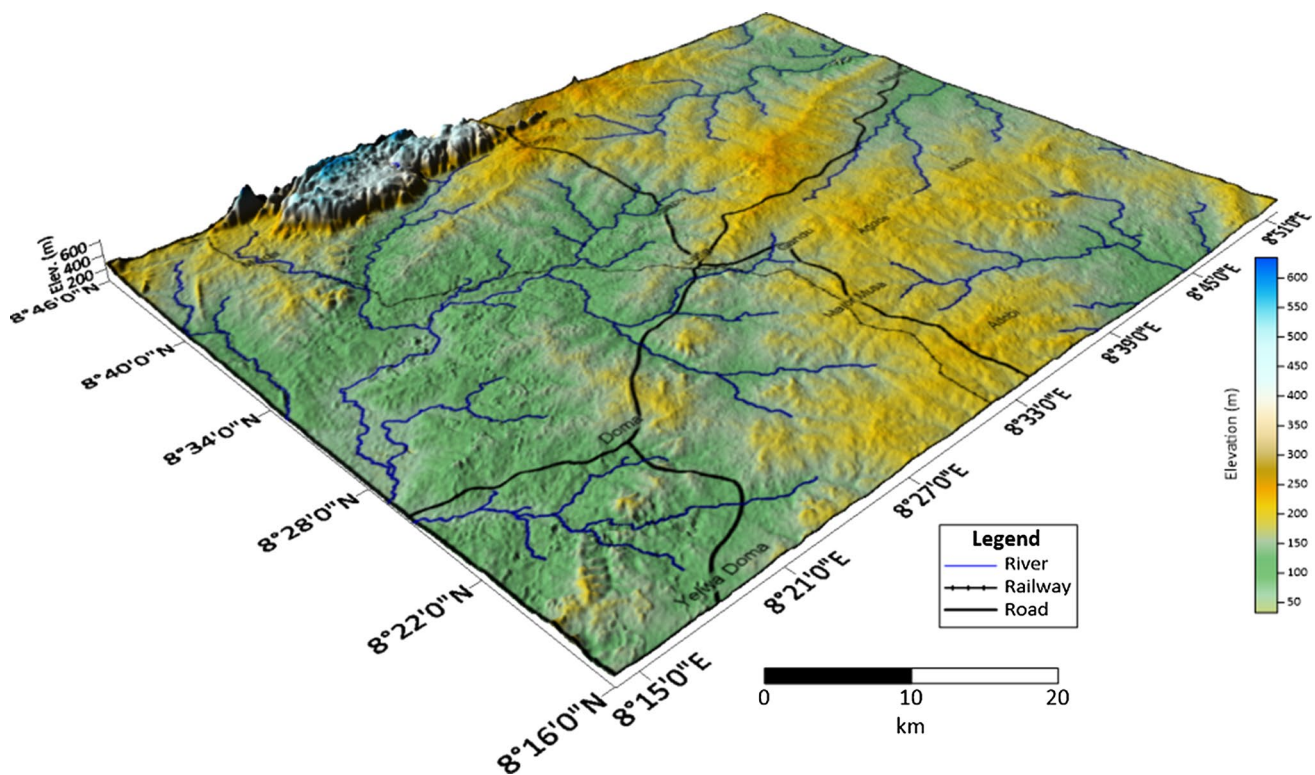 Elev. (m)
600
400
200
8°46'0"N
8°40'0"N
8°34'0"N
8°28'0"N
8°22'0"N
8°16'0"N
8°15'0"E
8°21'0"E
8°27'0"E
8°33'0"E
8°39'0"E
8°45'0"E
8°51'0"E
Doma
Yelwa Doma
Elevation (m)
600
550
500
450
400
350
300
250
200
150
100
50
Legend
River
Railway
Road
0
10
20
km